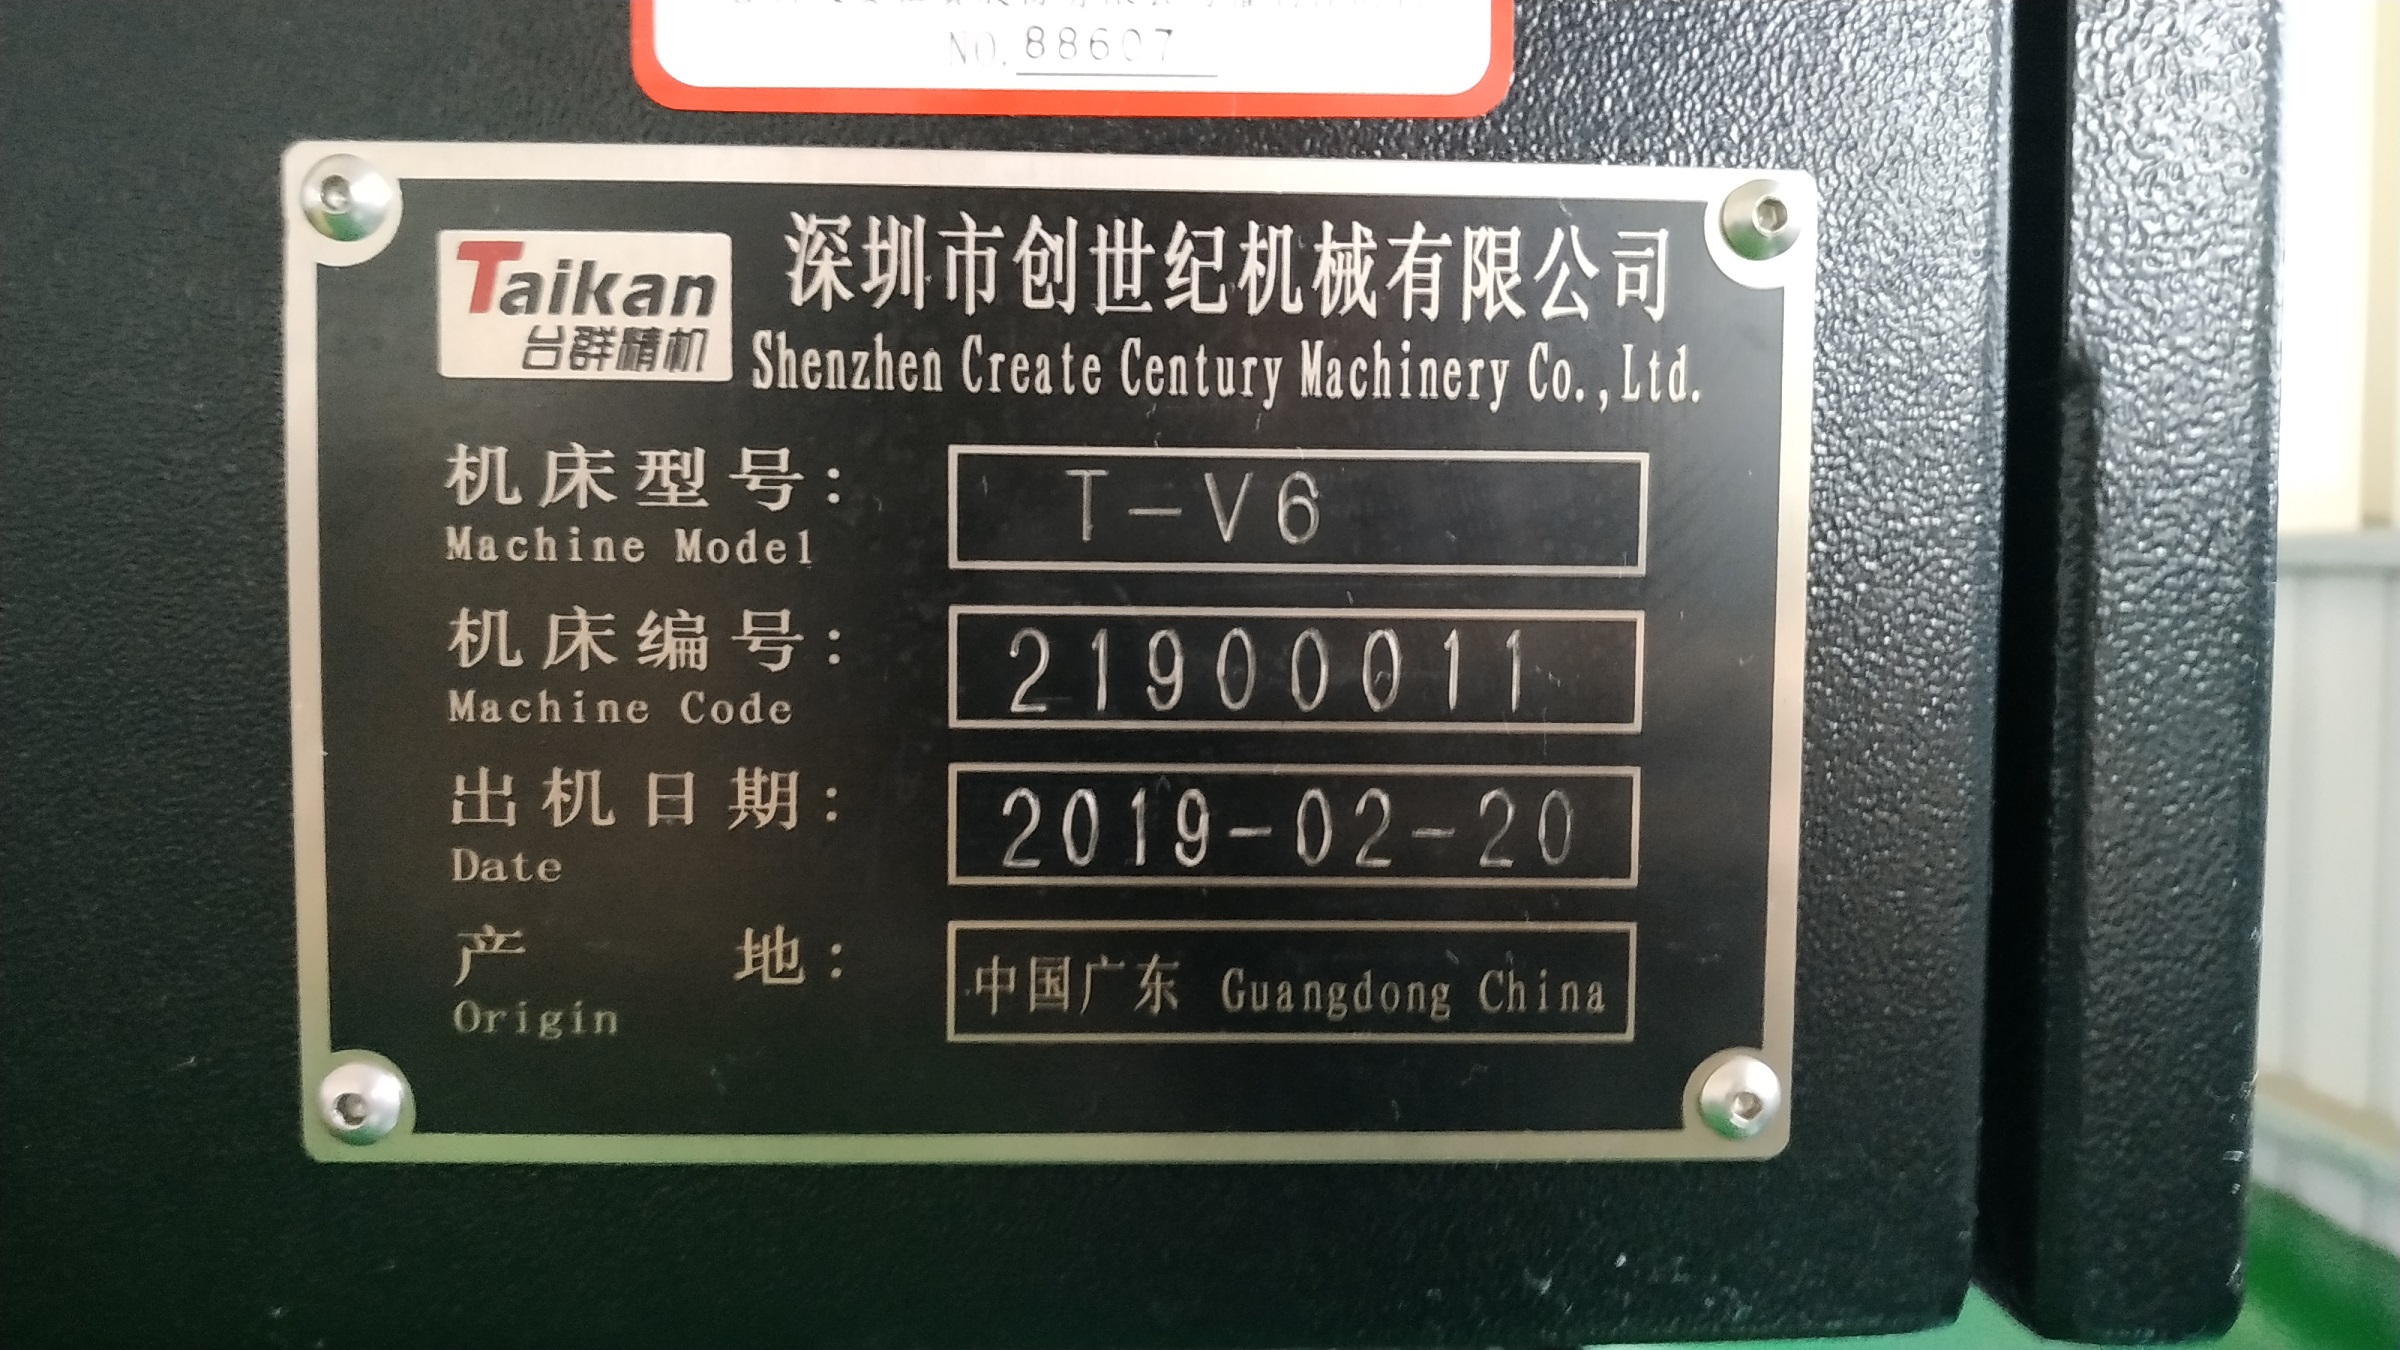 NO. 88607
Taikan
台群精机
深圳市创世纪机械有限公司
Shenzhen Create Century Machinery Co.,Ltd.
机床型号: T-V6
Machine Model
机床编号: 21900011
Machine Code
出机日期: 2019-02-20
Date
产 地: 中国广东 Guangdong China
Origin